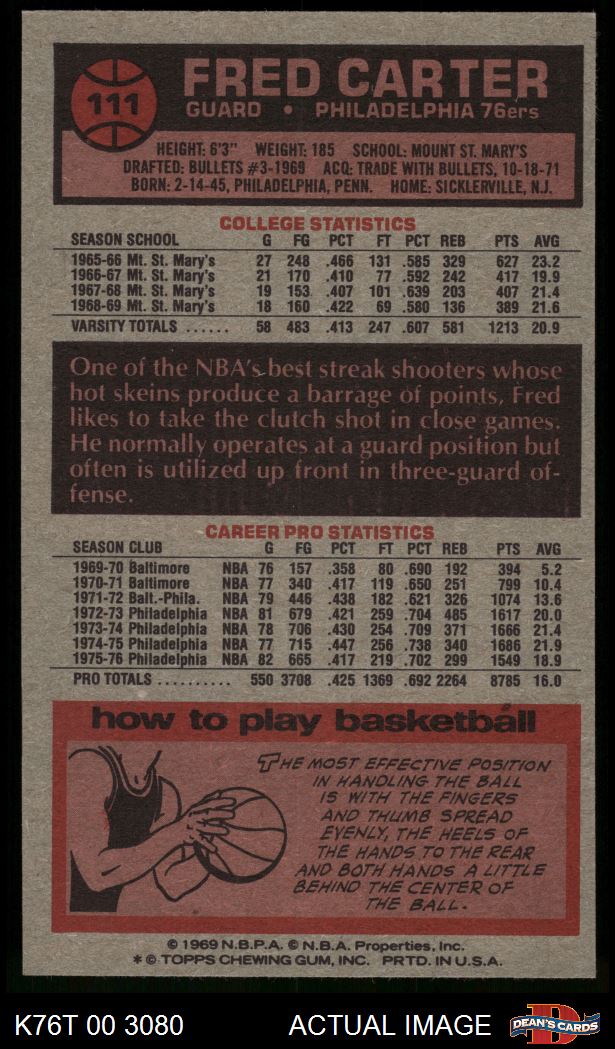 111
FRED CARTER
GUARD • PHILADELPHIA 76ers
HEIGHT: 6'3" WEIGHT: 185 SCHOOL: MOUNT ST. MARY'S
DRAFTED: BULLETS #3-1969 ACQ: TRADE WITH BULLETS, 10-18-71
BORN: 2-14-45, PHILADELPHIA, PENN. HOME: SICKLERVILLE, N.J.
COLLEGE STATISTICS
SEASON SCHOOL G FG PCT FT PCT REB PTS AVG
1965-66 Mt. St. Mary's 27 248 .466 131 .585 329 627 23.2
1966-67 Mt. St. Mary's 21 170 .410 77 .592 242 417 19.9
1967-68 Mt. St. Mary's 19 153 .407 101 .639 203 407 21.4
1968-69 Mt. St. Mary's 18 160 .422 69 .580 136 389 21.6
VARSITY TOTALS ...... 58 483 .413 247 .607 581 1213 20.9
One of the NBA's best streak shooters whose
hot skeins produce a barrage of points, Fred
likes to take the clutch shot in close games.
He normally operates at a guard position but
often is utilized up front in three-guard of-
fense.
CAREER PRO STATISTICS
SEASON CLUB G FG PCT FT PCT REB PTS AVG
1969-70 Baltimore NBA 76 157 .358 80 .690 192 394 5.2
1970-71 Baltimore NBA 77 340 .417 119 .650 251 799 10.4
1971-72 Balt.-Phila. NBA 79 446 .438 182 .621 326 1074 13.6
1972-73 Philadelphia NBA 81 679 .421 259 .704 485 1617 20.0
1973-74 Philadelphia NBA 78 706 .430 254 .709 371 1666 21.4
1974-75 Philadelphia NBA 77 715 .447 256 .738 340 1686 21.9
1975-76 Philadelphia NBA 82 665 .417 219 .702 299 1549 18.9
PRO TOTALS .......... 550 3708 .425 1369 .692 2264 8785 16.0
how to play basketball
THE MOST EFFECTIVE POSITION
IN HANDLING THE BALL
IS WITH THE FINGERS
AND THUMB SPREAD
EVENLY, THE HEELS OF
THE HANDS TO THE REAR
AND BOTH HANDS A LITTLE
BEHIND THE CENTER OF
THE BALL.
© 1969 N.B.P.A. © N.B.A. Properties, Inc.
* © TOPPS CHEWING GUM, INC. PRTD. IN U.S.A.
K76T 00 3080 ACTUAL IMAGE
D
DEAN'S CARDS